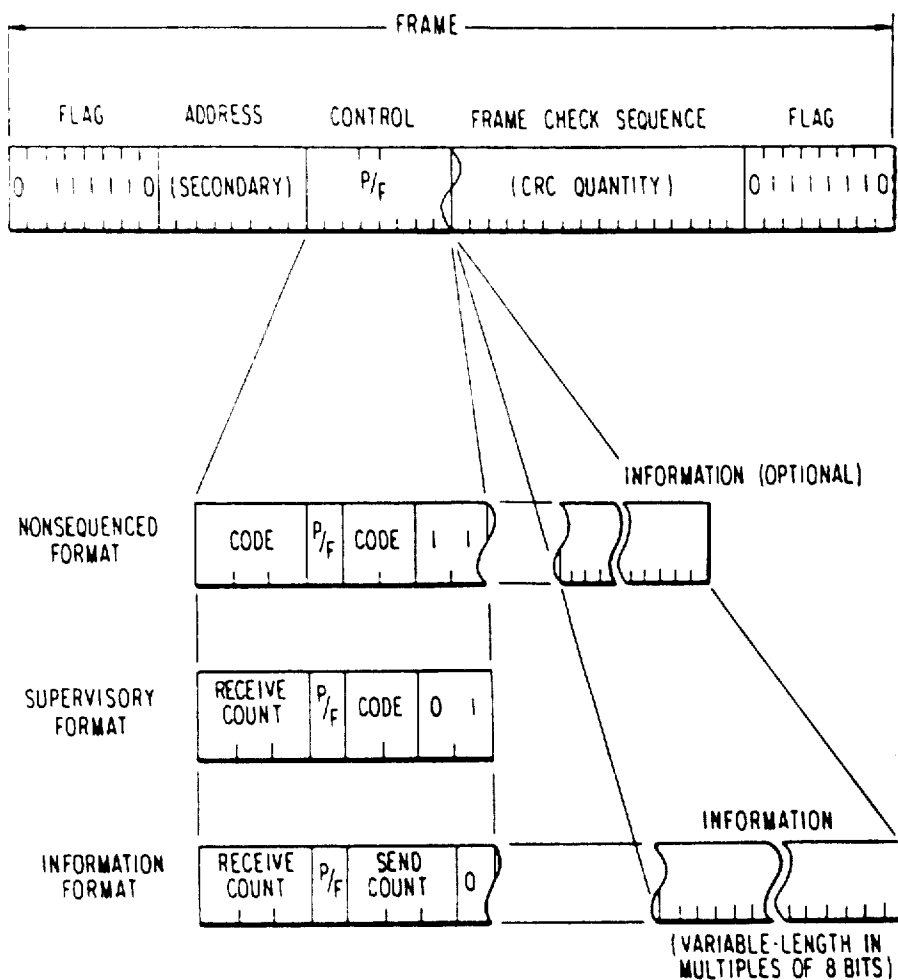 FRAME
FLAG ADDRESS CONTROL FRAME CHECK SEQUENCE FLAG
0 1 1 1 1 1 0 (SECONDARY) P/F (CRC QUANTITY) 0 1 1 1 1 1 1 0
INFORMATION (OPTIONAL)
NONSEQUENCED
FORMAT
CODE P/F CODE 1 1
SUPERVISORY
FORMAT
RECEIVE
COUNT P/F CODE 0 1
INFORMATION
INFORMATION
FORMAT
RECEIVE
COUNT P/F SEND
COUNT 0
(VARIABLE-LENGTH IN
MULTIPLES OF 8 BITS)